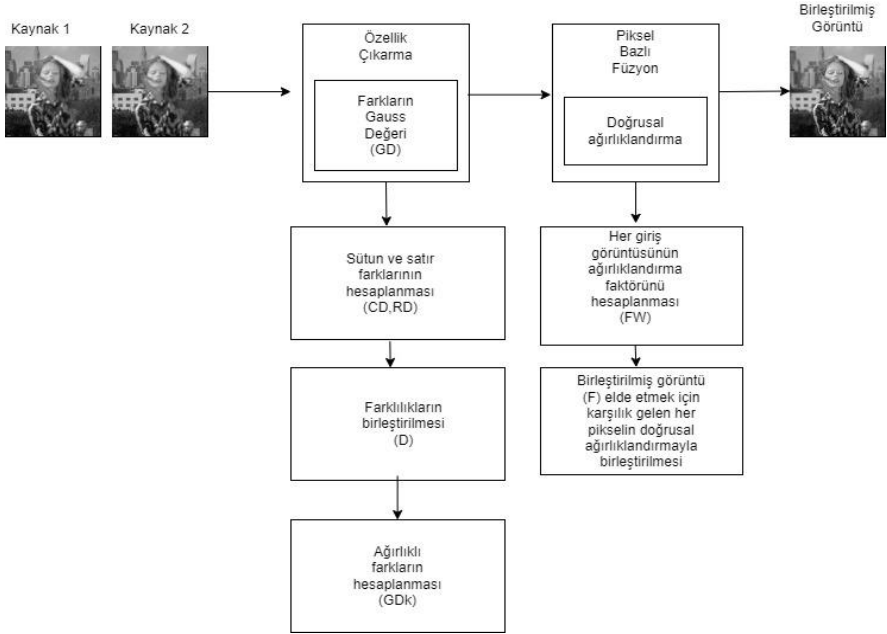 Kaynak 1
Kaynak 2
Özellik
Çıkarma
Farkların
Gauss
Değeri
(GD)
Piksel
Bazlı
Füzyon
Doğrusal
ağırlıklandırma
Birleştirilmiş
Görüntü
Sütun ve satır
farklarının
hesaplanması
(CD,RD)
Her giriş
görüntüsünün
ağırlıklandırma
faktörünü
hesaplanması
(FW)
Farklılıkların
birleştirilmesi
(D)
Birleştirilmiş görüntü
(F) elde etmek için
karşılık gelen her
pikselin doğrusal
ağırlıklandırmayla
birleştirilmesi
Ağırlıklı
farkların
hesaplanması
(GDk)